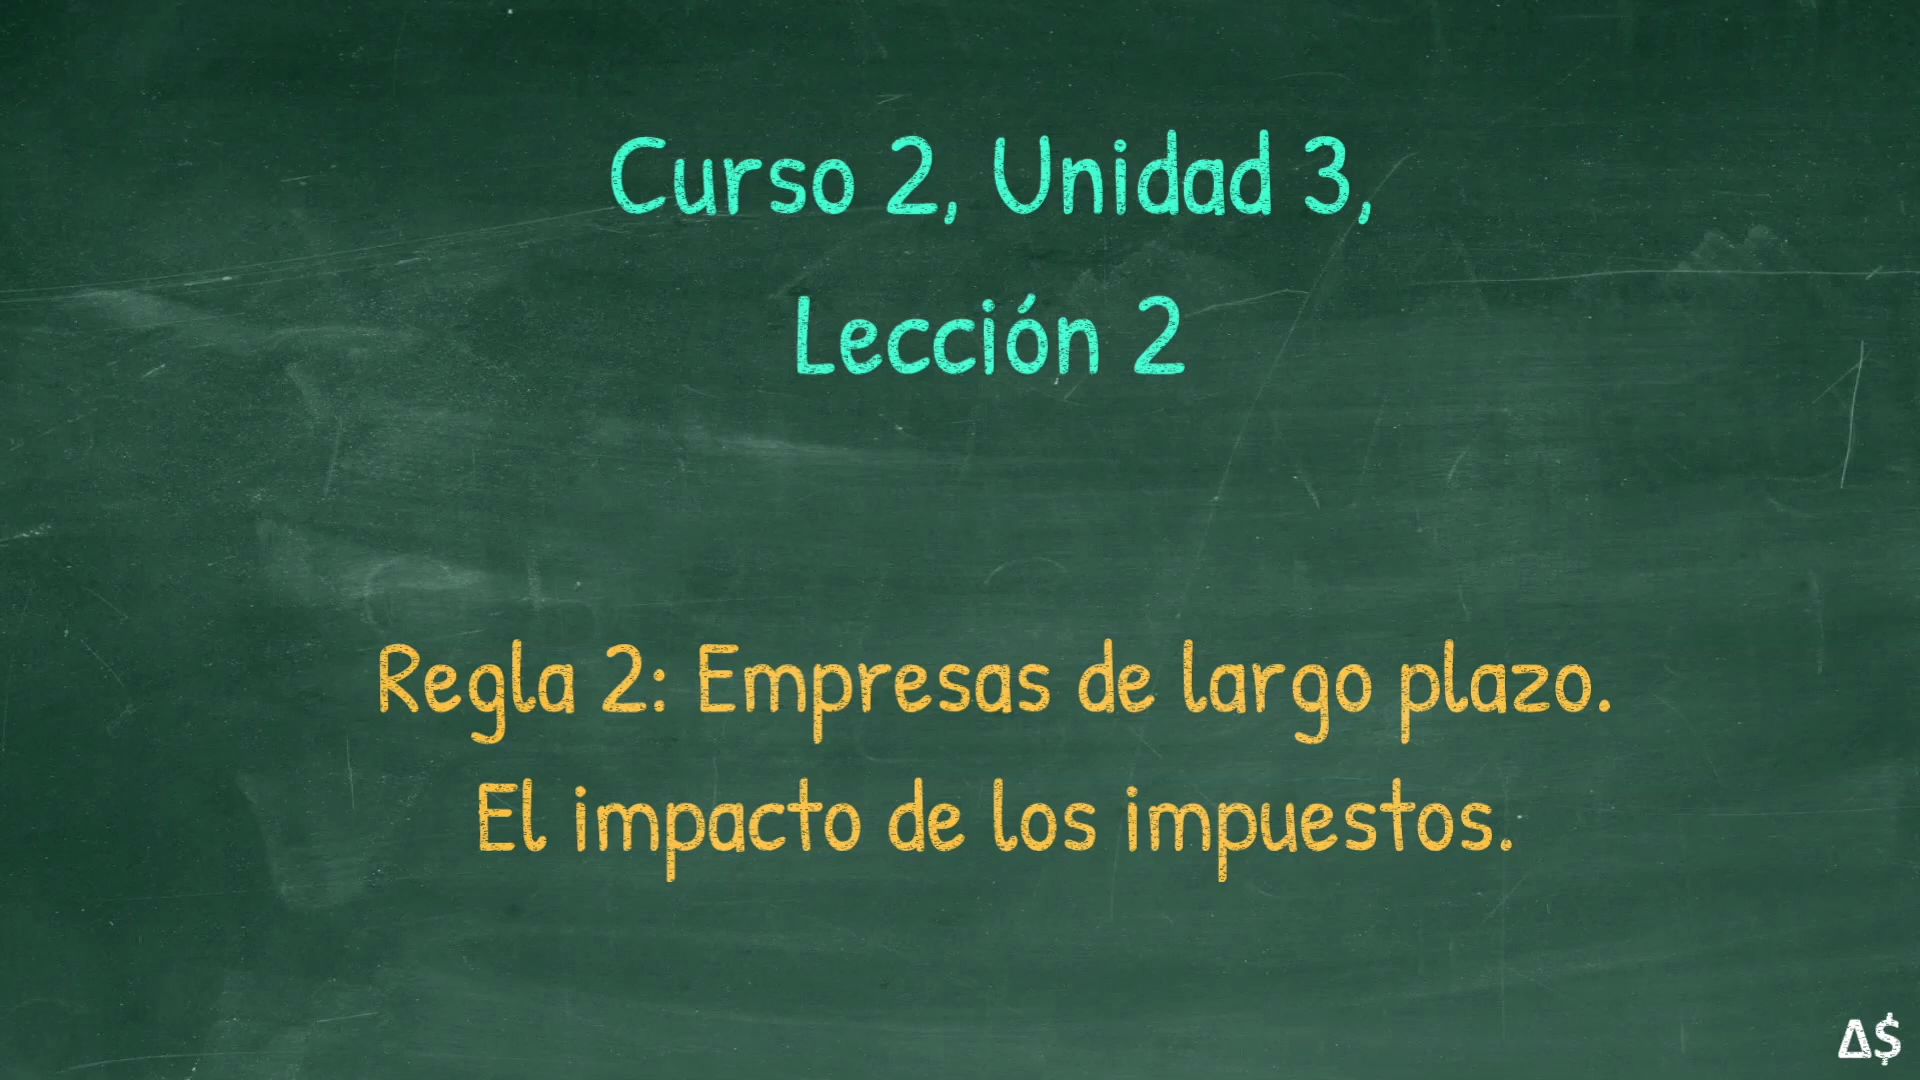 Curso 2, Unidad 3,
Lección 2
Regla 2: Empresas de largo plazo.
El impacto de los impuestos.
Δ$